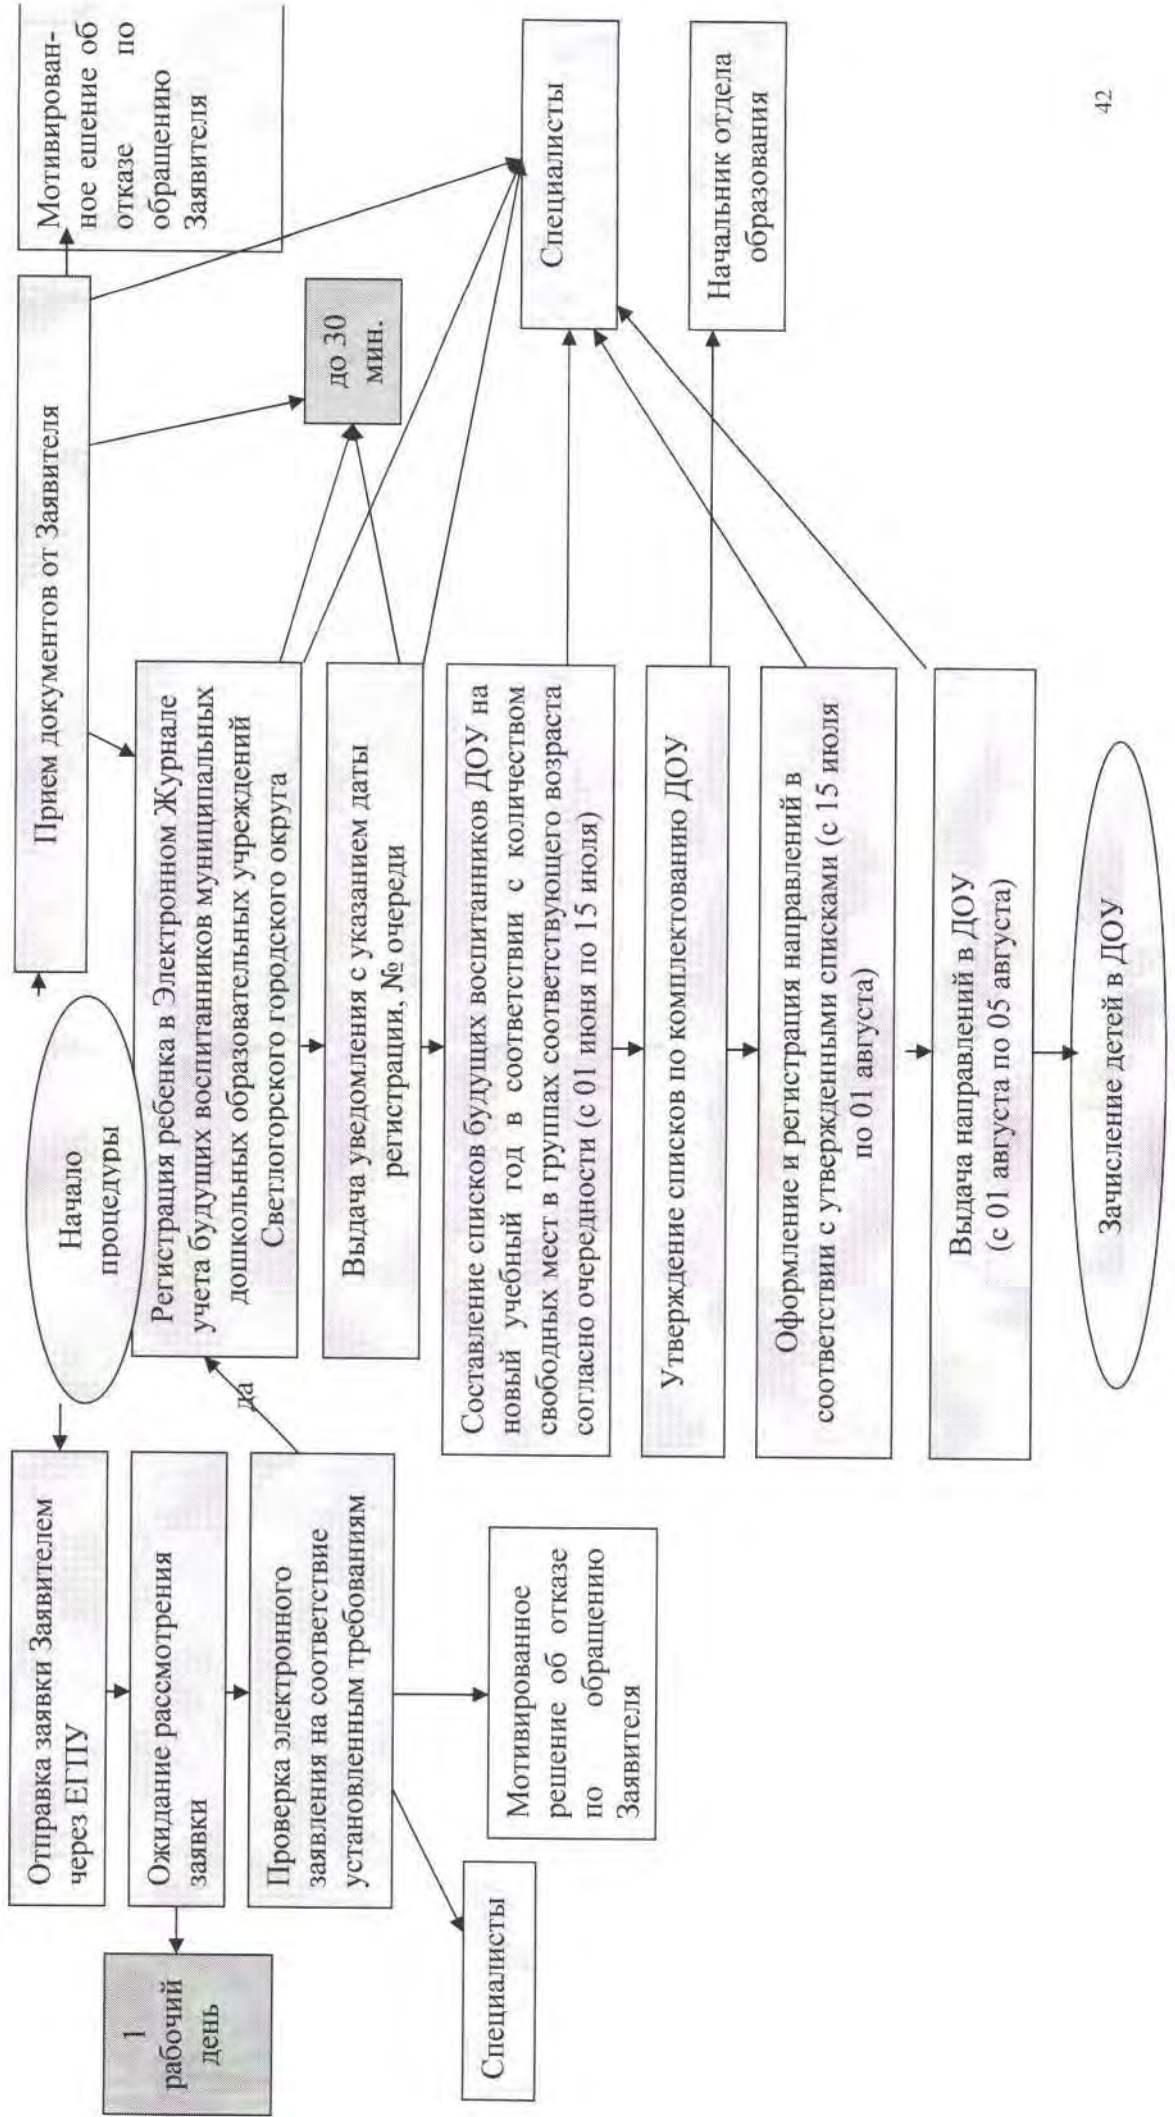 Отправка заявки Заявителем
через ЕГПУ
Ожидание рассмотрения
заявки
1
рабочий
день
Проверка электронного
заявления на соответствие
установленным требованиям
Специалисты
Мотивированное
решение об отказе
по обращению
Заявителя
да
Начало
процедуры
Прием документов от Заявителя
Мотивирован-
ное ешение об
отказе по
обращению
Заявителя
Регистрация ребенка в Электронном Журнале
учета будущих воспитанников муниципальных
дошкольных образовательных учреждений
Светлогорского городского округа
до 30
мин.
Выдача уведомления с указанием даты
регистрации, № очереди
Составление списков будущих воспитанников ДОУ на
новый учебный год в соответствии с количеством
свободных мест в группах соответствующего возраста
согласно очередности (с 01 июня по 15 июля)
Специалисты
Утверждение списков по комплектованию ДОУ
Начальник отдела
образования
Оформление и регистрация направлений в
соответствии с утвержденными списками (с 15 июля
по 01 августа)
Выдача направлений в ДОУ
(с 01 августа по 05 августа)
Зачисление детей в ДОУ
42